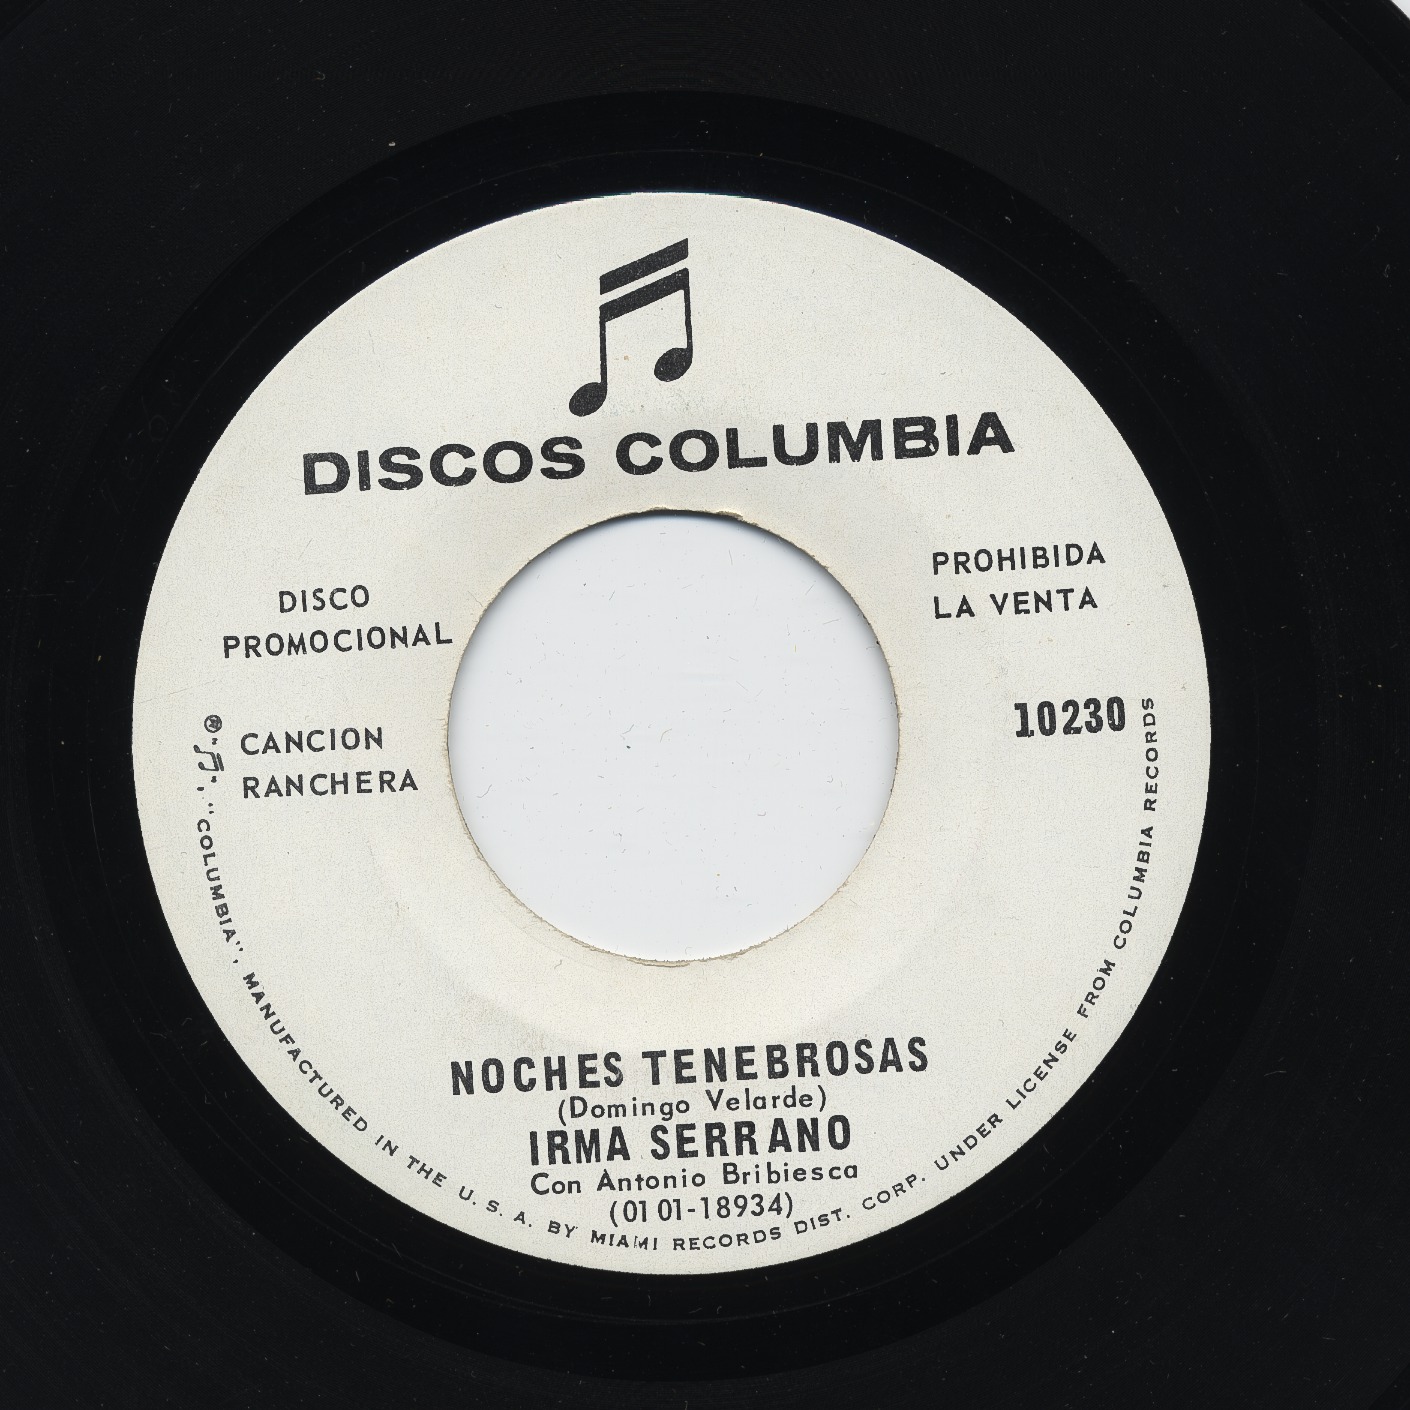 DISCOS COLUMBIA
DISCO
PROMOCIONAL
PROHIBIDA
LA VENTA
10230
CANCION
RANCHERA
NOCHES TENEBROSAS
(Domingo Velarde)
IRMA SERRANO
Con Antonio Bribiesca
(01 01-18934)
®"♫", "COLUMBIA", MANUFACTURED IN THE U. S. A. BY MIAMI RECORDS DIST. CORP. UNDER LICENSE FROM COLUMBIA RECORDS